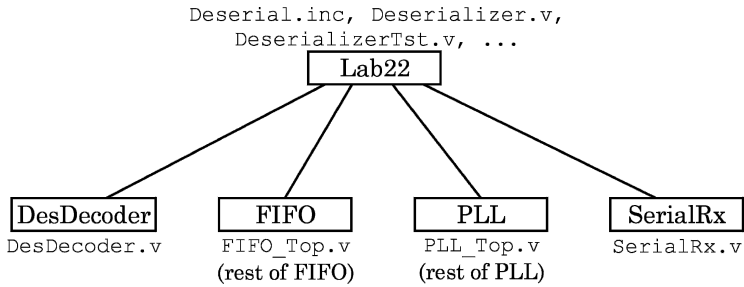 Deserial.inc, Deserializer.v,
DeserializerTst.v, ...
Lab22
DesDecoder FIFO PLL SerialRx
DesDecoder.v FIFO_Top.v PLL_Top.v SerialRx.v
(rest of FIFO) (rest of PLL)